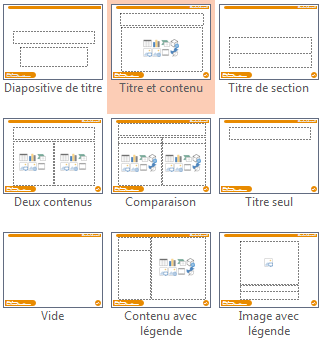 Diapositive de titre
Titre et contenu
Titre de section
Deux contenus
Comparaison
Titre seul
Vide
Contenu avec
légende
Image avec
légende